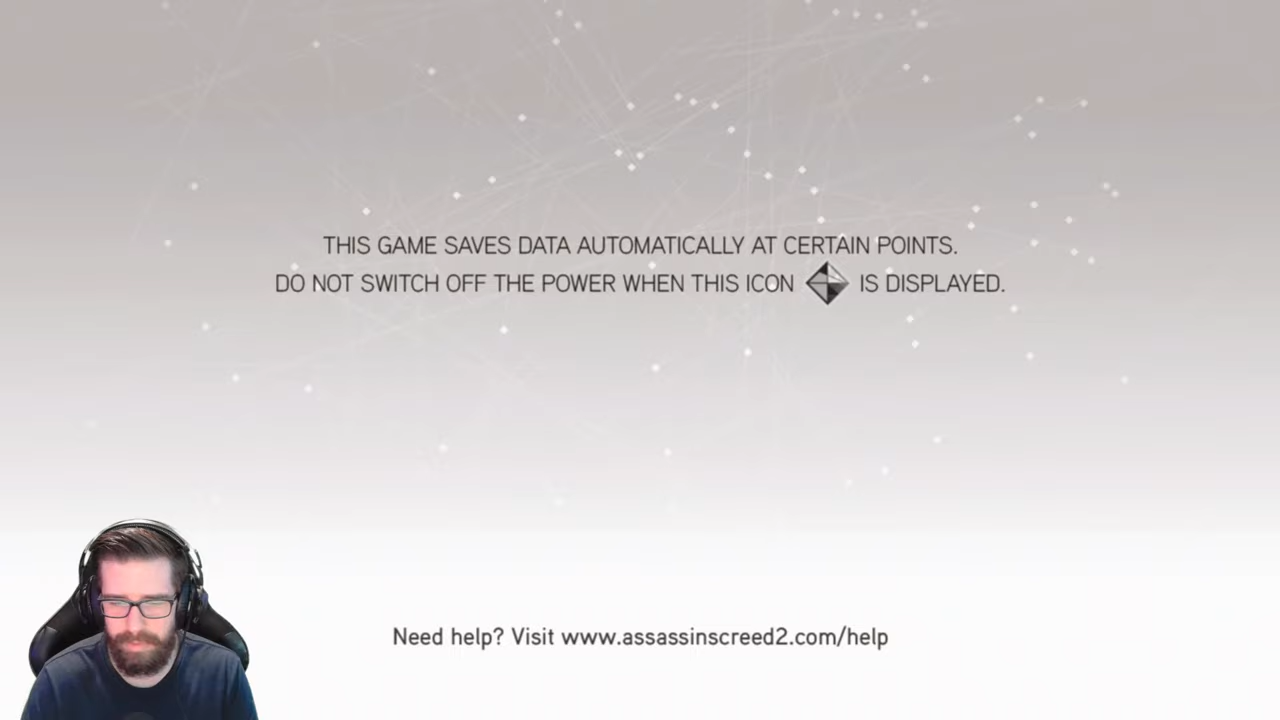 THIS GAME SAVES DATA AUTOMATICALLY AT CERTAIN POINTS.
DO NOT SWITCH OFF THE POWER WHEN THIS ICON IS DISPLAYED.
Need help? Visit www.assassinscreed2.com/help